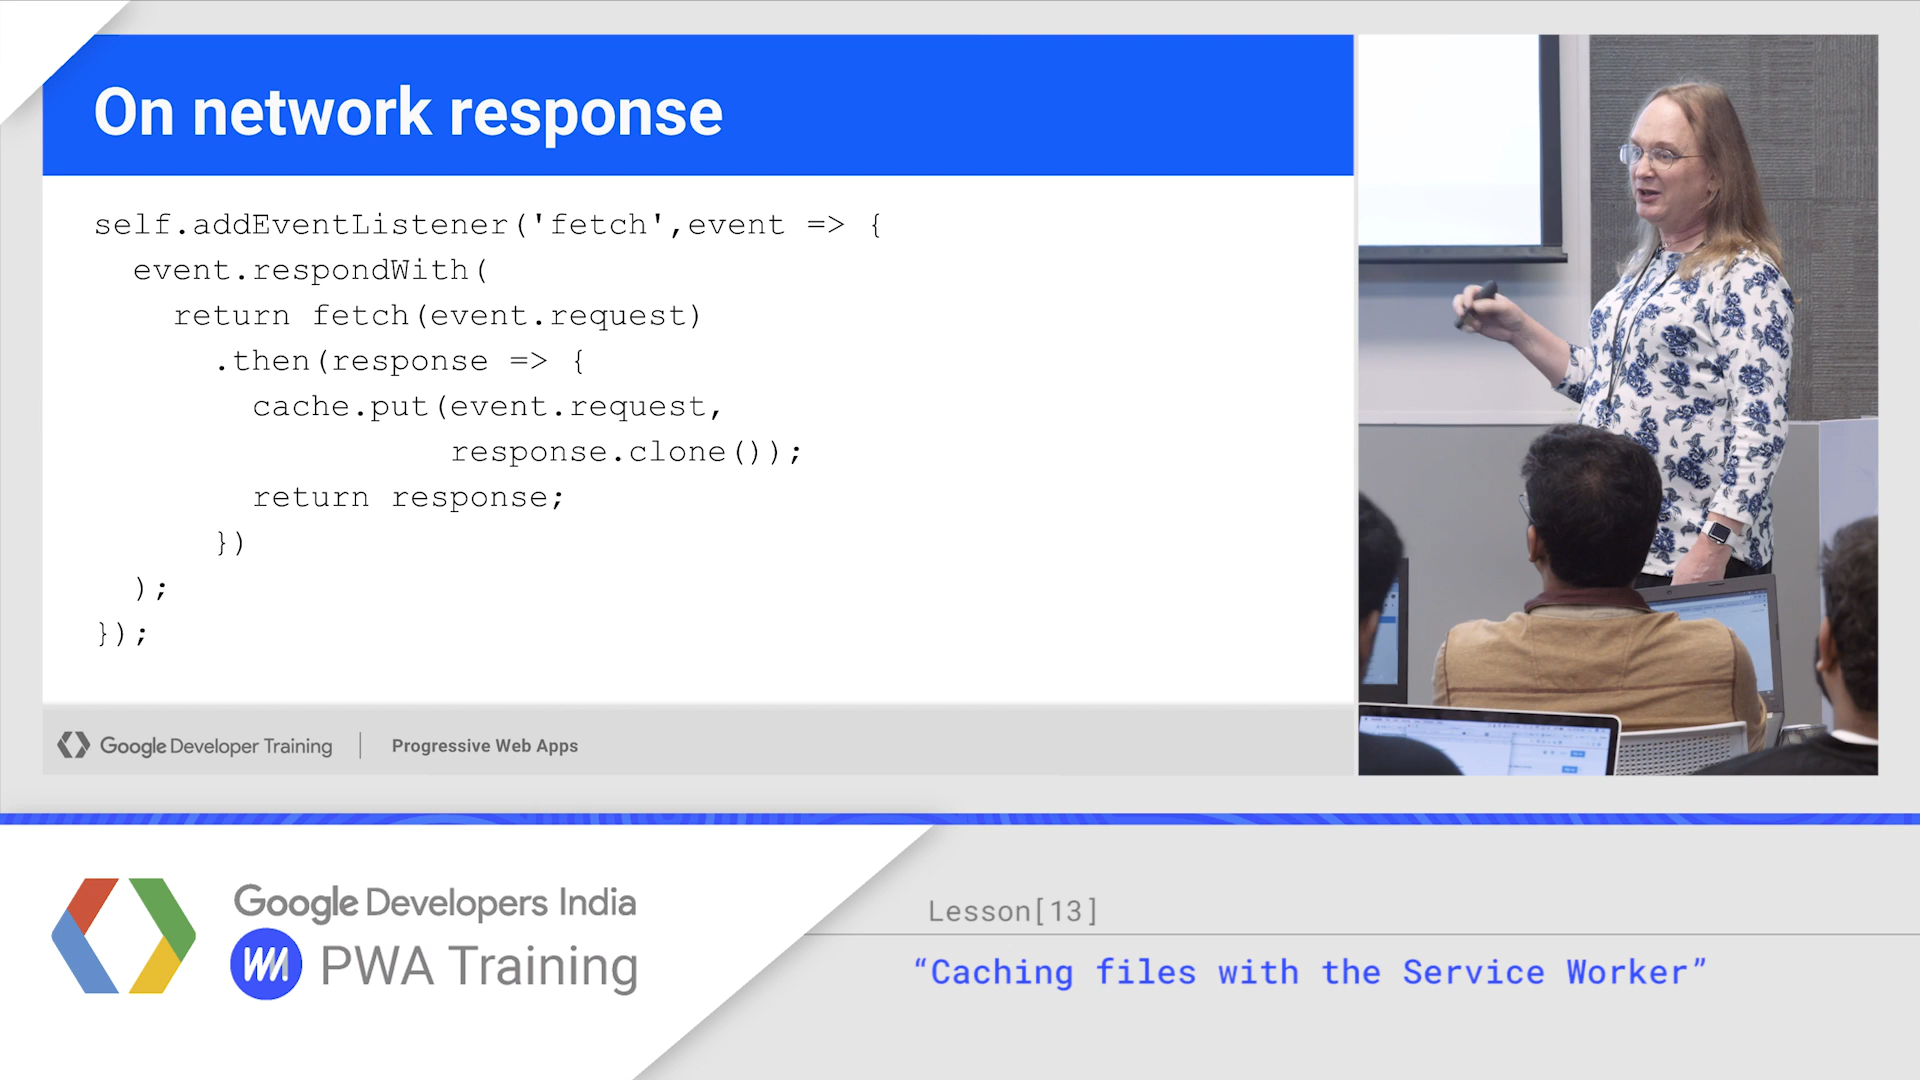 On network response
self.addEventListener('fetch',event => {
event.respondWith(
return fetch(event.request)
.then(response => {
cache.put(event.request,
response.clone());
return response;
})
);
});
Google Developer Training | Progressive Web Apps
Google Developers India
W! PWA Training
Lesson[13]
“Caching files with the Service Worker”